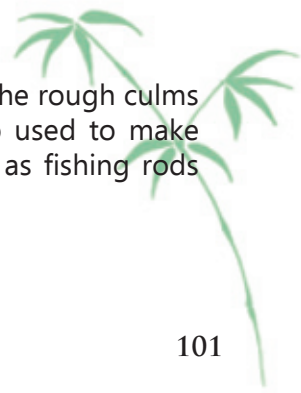 he rough culms
used to make
as fishing rods
101